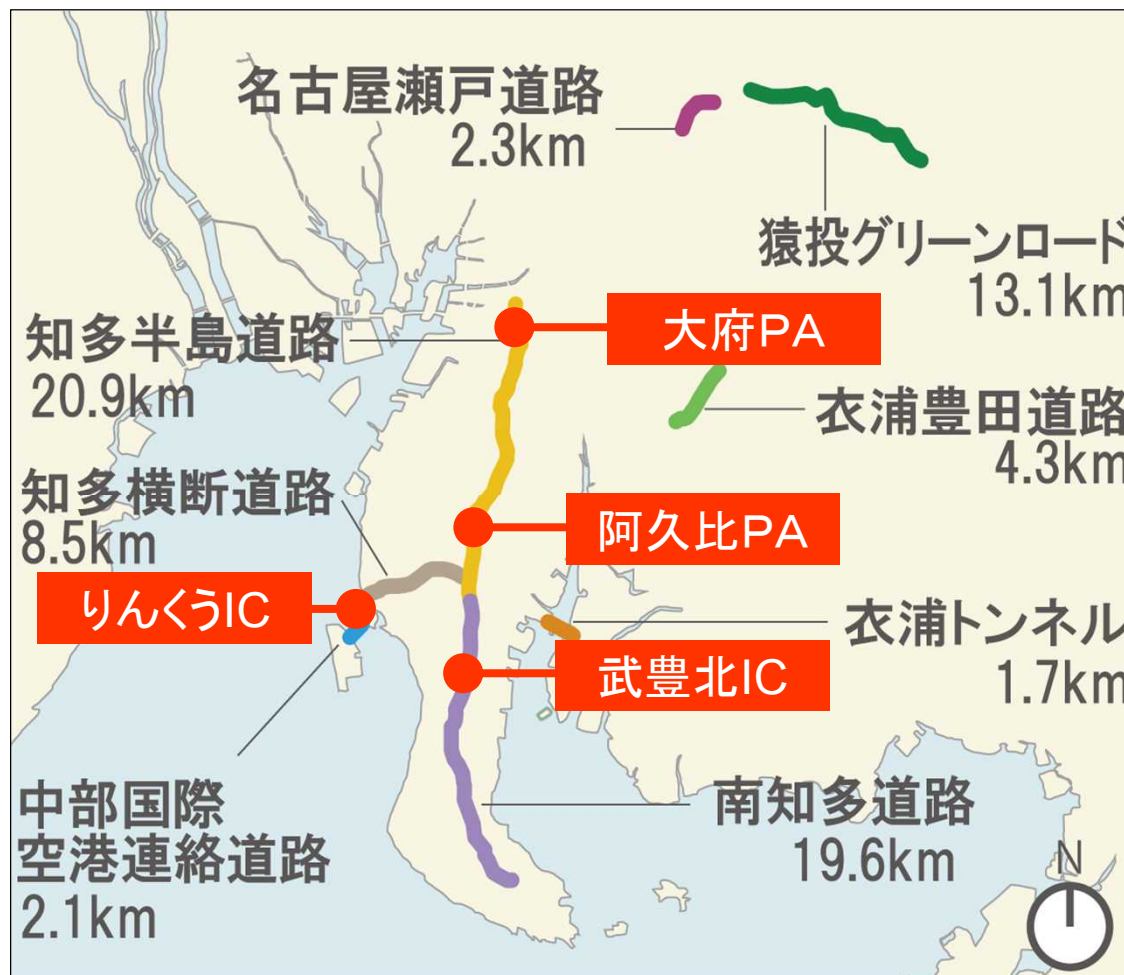 名古屋瀬戸道路
2.3km
猿投グリーンロード
13.1km
大府PA
知多半島道路
20.9km
衣浦豊田道路
4.3km
知多横断道路
8.5km
阿久比PA
りんくうIC
衣浦トンネル
1.7km
武豊北IC
中部国際
空港連絡道路
2.1km
南知多道路
19.6km
N